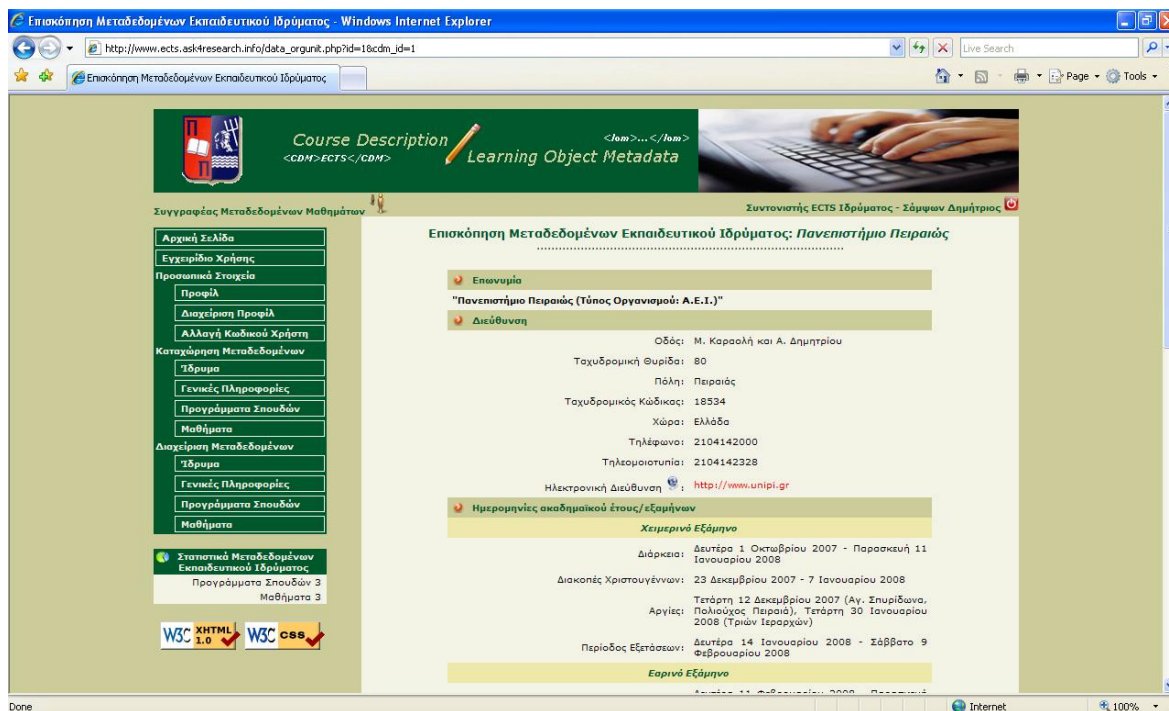 Επισκόπηση Μεταδεδομένων Εκπαιδευτικού Ιδρύματος - Windows Internet Explorer
http://www.ects.ask4research.info/data_orgunit.php?id=1&cdm_id=1
Live Search
Επισκόπηση Μεταδεδομένων Εκπαιδευτικού Ιδρύματος
Page
Tools
Course Description
<CDM>ECTS</CDM>
<lom>...</lom>
Learning Object Metadata
Συγγραφέας Μεταδεδομένων Μαθημάτων
Συντονιστής ECTS Ιδρύματος - Σάμψων Δημήτριος
Αρχική Σελίδα
Εγχειρίδιο Χρήσης
Προσωπικά Στοιχεία
Προφίλ
Διαχείριση Προφίλ
Αλλαγή Κωδικού Χρήστη
Καταχώρηση Μεταδεδομένων
Ίδρυμα
Γενικές Πληροφορίες
Προγράμματα Σπουδών
Μαθήματα
Διαχείριση Μεταδεδομένων
Ίδρυμα
Γενικές Πληροφορίες
Προγράμματα Σπουδών
Μαθήματα
Στατιστικά Μεταδεδομένων
Εκπαιδευτικού Ιδρύματος
Προγράμματα Σπουδών 3
Μαθήματα 3
W3C XHTML 1.0
W3C css
Επισκόπηση Μεταδεδομένων Εκπαιδευτικού Ιδρύματος: Πανεπιστήμιο Πειραιώς
Επωνυμία
"Πανεπιστήμιο Πειραιώς (Τύπος Οργανισμού: Α.Ε.Ι.)"
Διεύθυνση
Οδός: Μ. Καραολή και Α. Δημητρίου
Ταχυδρομική Θυρίδα: 80
Πόλη: Πειραιάς
Ταχυδρομικός Κώδικας: 18534
Χώρα: Ελλάδα
Τηλέφωνο: 2104142000
Τηλεομοιοτυπία: 2104142328
Ηλεκτρονική Διεύθυνση : http://www.unipi.gr
Ημερομηνίες ακαδημαϊκού έτους/εξαμήνων
Χειμερινό Εξάμηνο
Διάρκεια: Δευτέρα 1 Οκτωβρίου 2007 - Παρασκευή 11
Ιανουαρίου 2008
Διακοπές Χριστουγέννων: 23 Δεκεμβρίου 2007 - 7 Ιανουαρίου 2008
Αργίες: Τετάρτη 12 Δεκεμβρίου 2007 (Αγ. Σπυρίδωνα,
Πολιούχος Πειραιά), Τετάρτη 30 Ιανουαρίου
2008 (Τριών Ιεραρχών)
Περίοδος Εξετάσεων: Δευτέρα 14 Ιανουαρίου 2008 - Σάββατο 9
Φεβρουαρίου 2008
Εαρινό Εξάμηνο
Δευτέρα 11 Φεβρουαρίου 2008 - Παρασκευή
Done
Internet
100%